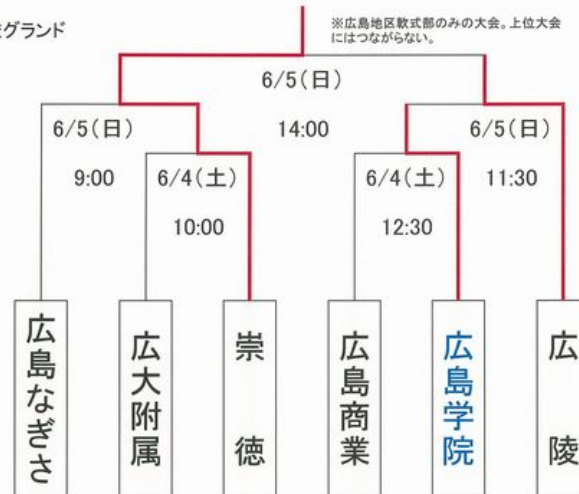 グランド
※広島地区軟式部のみの大会。上位大会
にはつながらない。
6/5(日)
14:00
6/5(日)
9:00
6/5(日)
11:30
6/4(土)
10:00
6/4(土)
12:30
広島なぎさ
広大附属
崇徳
広島商業
広島学院
広陵